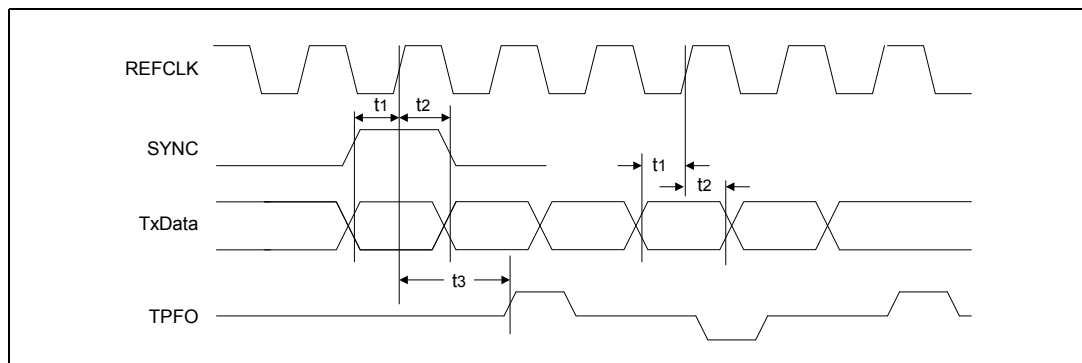 REFCLK
t1
t2
SYNC
t1
t2
TxData
t3
TPFO